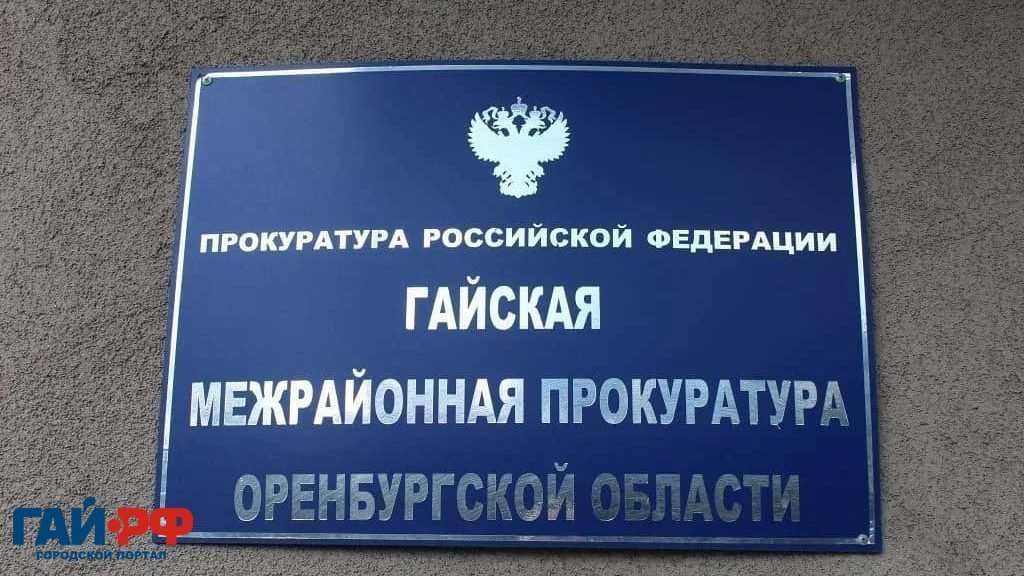 ПРОКУРАТУРА РОССИЙСКОЙ ФЕДЕРАЦИИ
ГАЙСКАЯ
МЕЖРАЙОННАЯ ПРОКУРАТУРА
ОРЕНБУРГСКОЙ ОБЛАСТИ
ГАЙ.РФ
ГОРОДСКОЙ ПОРТАЛ